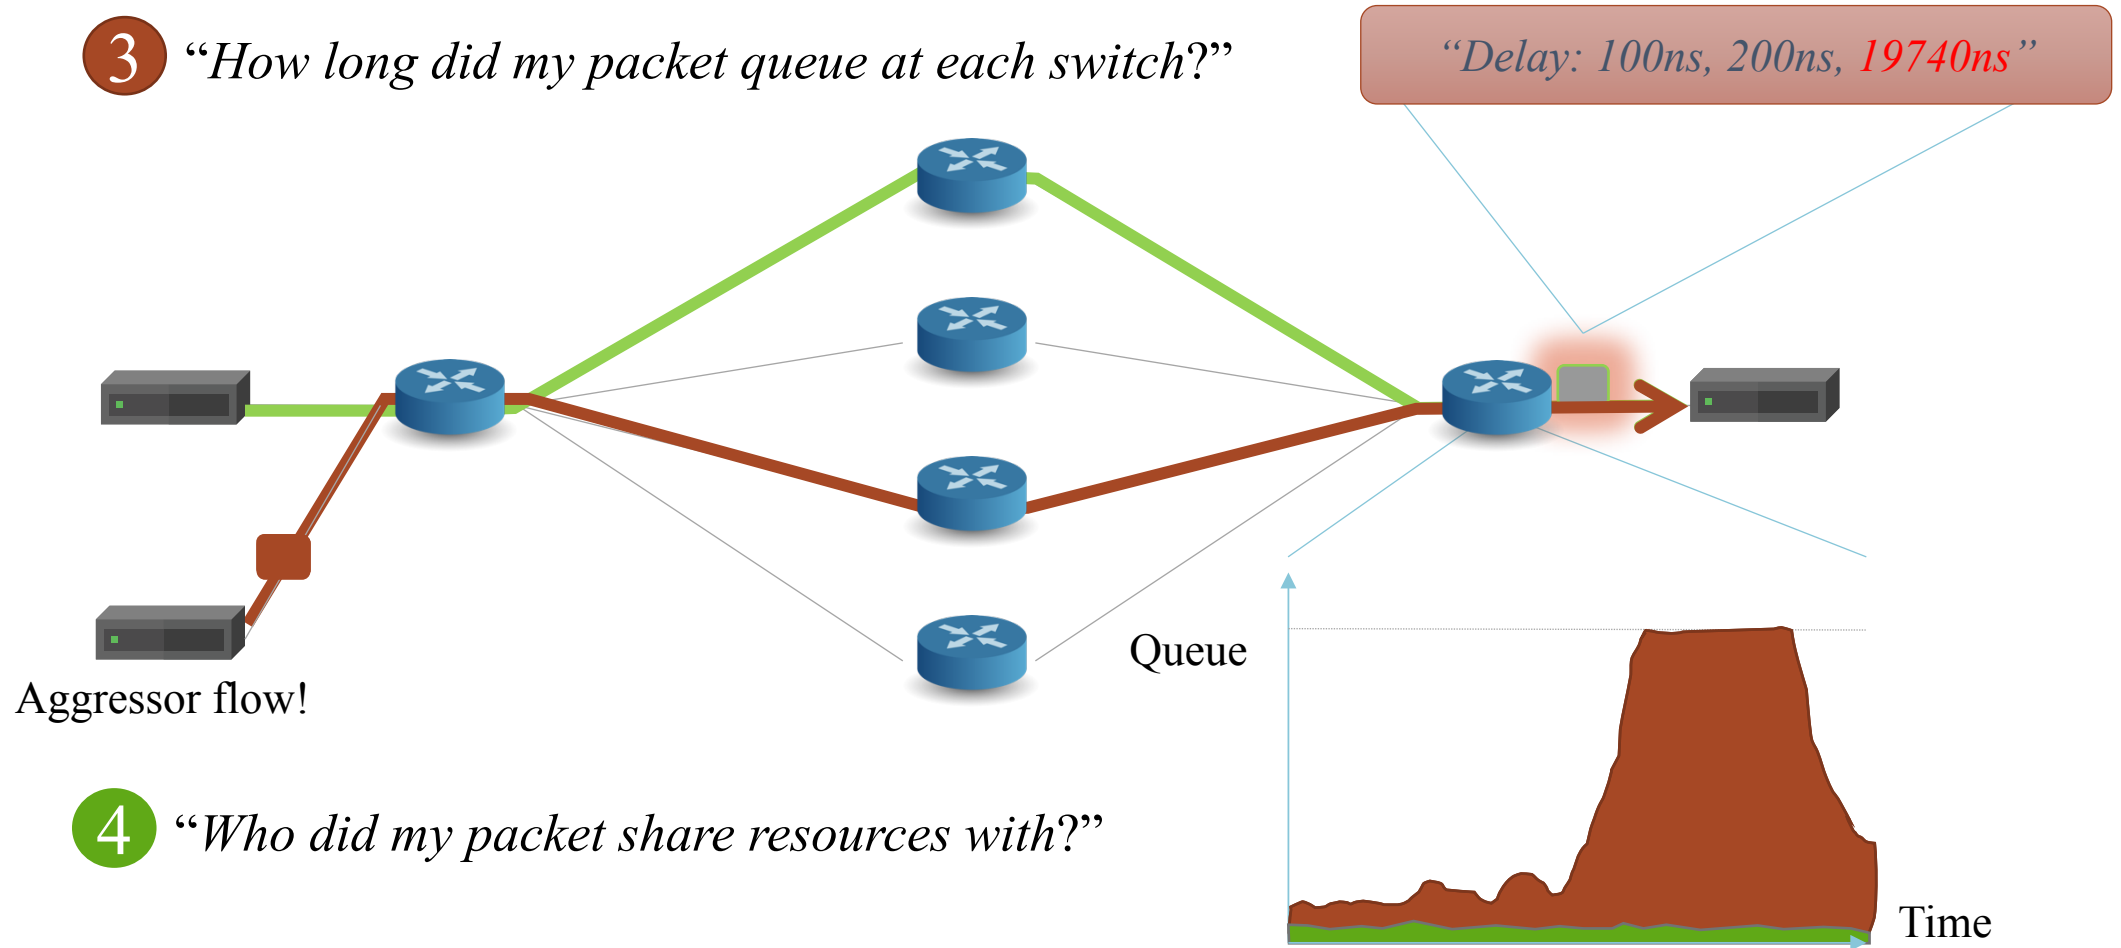 3 “How long did my packet queue at each switch?”
“Delay: 100ns, 200ns, 19740ns”
Aggressor flow!
Queue
4 “Who did my packet share resources with?”
Time